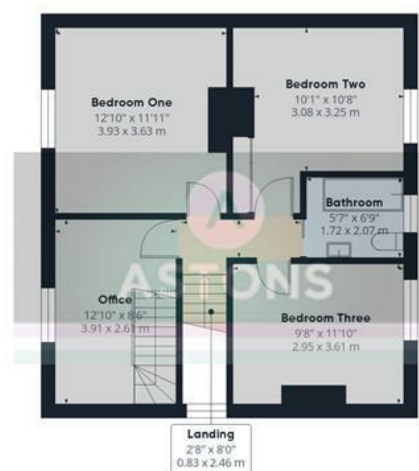 Bedroom One
12'10" x 11'11"
3.93 x 3.63 m
Bedroom Two
10'1" x 10'8"
3.08 x 3.25 m
Bathroom
5'7" x 6'9"
1.72 x 2.07 m
A
ASTONS
Office
12'10" x 8'6"
3.91 x 2.61 m
Bedroom Three
9'8" x 11'10"
2.95 x 3.61 m
Landing
2'8" x 8'0"
0.83 x 2.46 m